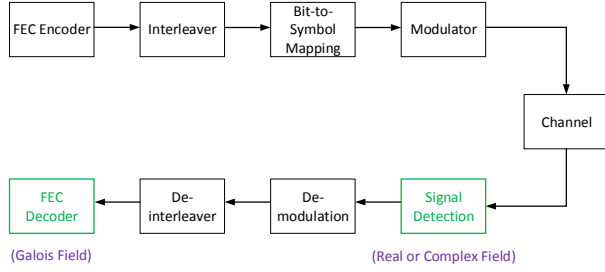 FEC Encoder
Interleaver
Bit-to-
Symbol
Mapping
Modulator
Channel
FEC
Decoder
De-
interleaver
De-
modulation
Signal
Detection
(Galois Field)
(Real or Complex Field)